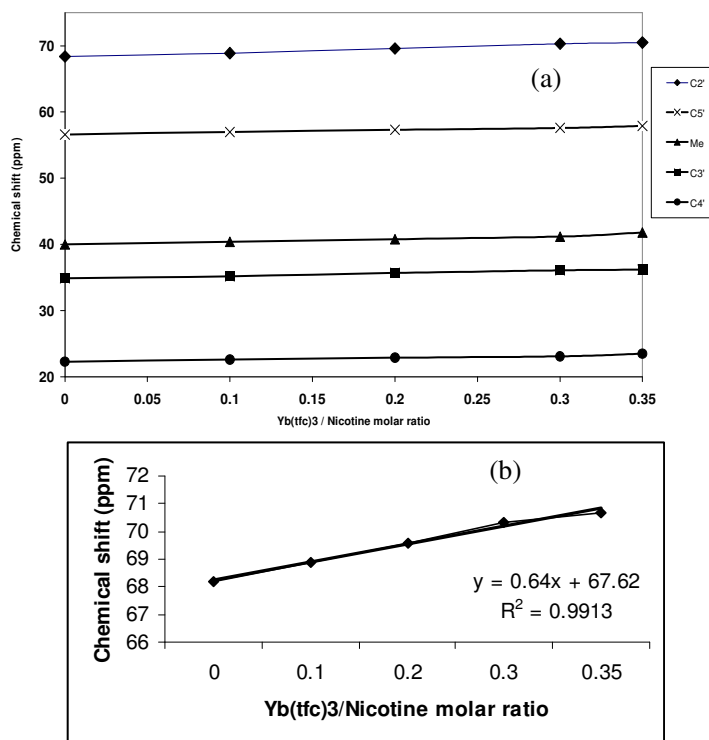 70
60
50
40
30
20
Chemical shift (ppm)
(a)
C2'
C5'
Me
C3'
C4'
0 0.05 0.1 0.15 0.2 0.25 0.3 0.35
Yb(tfc)3 / Nicotine molar ratio
(b)
72
71
70
69
68
67
66
Chemical shift (ppm)
y = 0.64x + 67.62
R² = 0.9913
0 0.1 0.2 0.3 0.35
Yb(tfc)3/Nicotine molar ratio